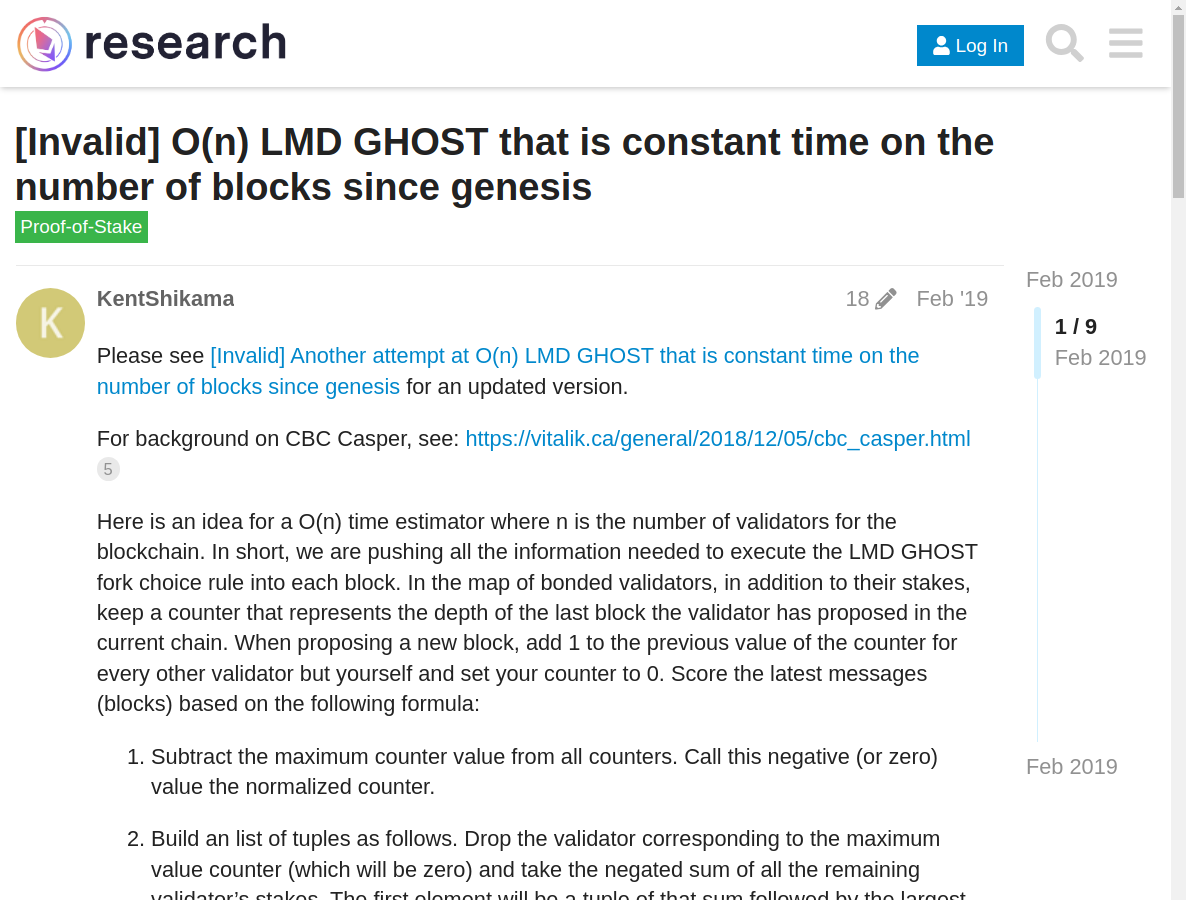 research
Log In
[Invalid] O(n) LMD GHOST that is constant time on the
number of blocks since genesis
Proof-of-Stake
Feb 2019
KentShikama
18
Feb '19
K
1 / 9
Feb 2019
Please see [Invalid] Another attempt at O(n) LMD GHOST that is constant time on the
number of blocks since genesis for an updated version.
For background on CBC Casper, see: https://vitalik.ca/general/2018/12/05/cbc_casper.html
5
Here is an idea for a O(n) time estimator where n is the number of validators for the
blockchain. In short, we are pushing all the information needed to execute the LMD GHOST
fork choice rule into each block. In the map of bonded validators, in addition to their stakes,
keep a counter that represents the depth of the last block the validator has proposed in the
current chain. When proposing a new block, add 1 to the previous value of the counter for
every other validator but yourself and set your counter to 0. Score the latest messages
(blocks) based on the following formula:
1. Subtract the maximum counter value from all counters. Call this negative (or zero)
value the normalized counter.
Feb 2019
2. Build an list of tuples as follows. Drop the validator corresponding to the maximum
value counter (which will be zero) and take the negated sum of all the remaining
validator’s stakes. The first element will be a tuple of that sum followed by the largest